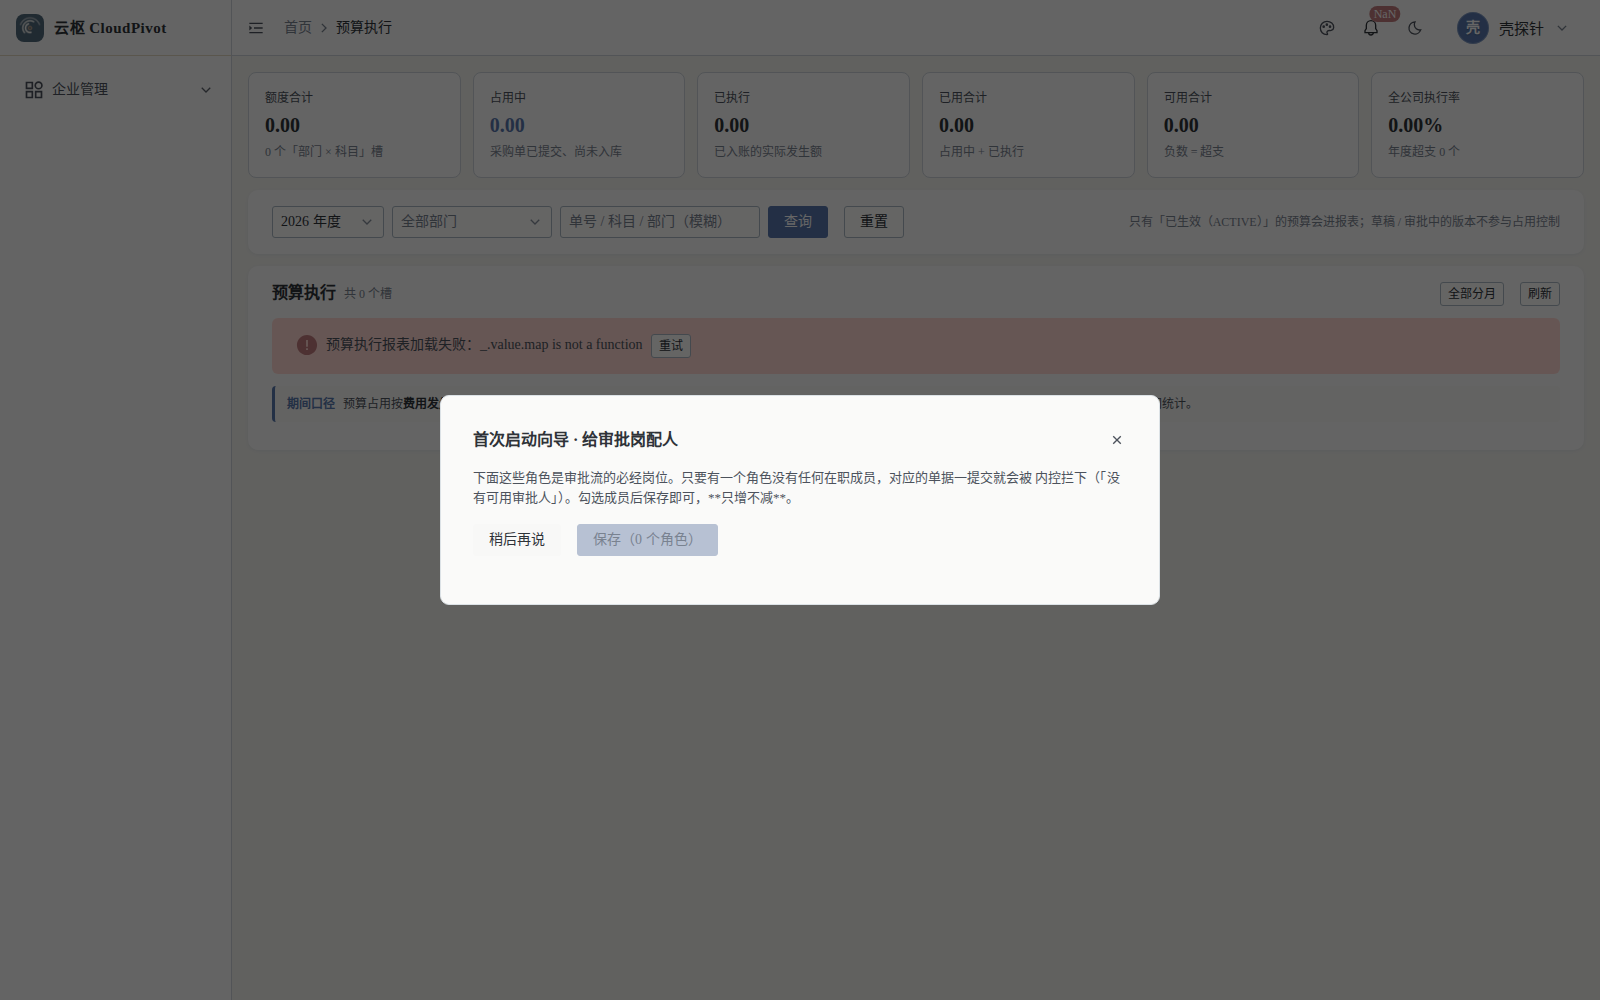 云枢 CloudPivot
首页 > 预算执行
NaN
壳
壳探针
企业管理
额度合计
0.00
0 个「部门 × 科目」槽
占用中
0.00
采购单已提交、尚未入库
已执行
0.00
已入账的实际发生额
已用合计
0.00
占用中 + 已执行
可用合计
0.00
负数 = 超支
全公司执行率
0.00%
年度超支 0 个
2026 年度
全部部门
单号 / 科目 / 部门（模糊）
查询
重置
只有「已生效（ACTIVE）」的预算会进报表；草稿 / 审批中的版本不参与占用控制
预算执行 共 0 个槽
全部分月
刷新
预算执行报表加载失败：_.value.map is not a function
重试
期间口径 预算占用按费用发
统计。
首次启动向导 · 给审批岗配人
下面这些角色是审批流的必经岗位。只要有一个角色没有任何在职成员，对应的单据一提交就会被 内控拦下（「没
有可用审批人」）。勾选成员后保存即可，**只增不减**。
稍后再说
保存（0 个角色）